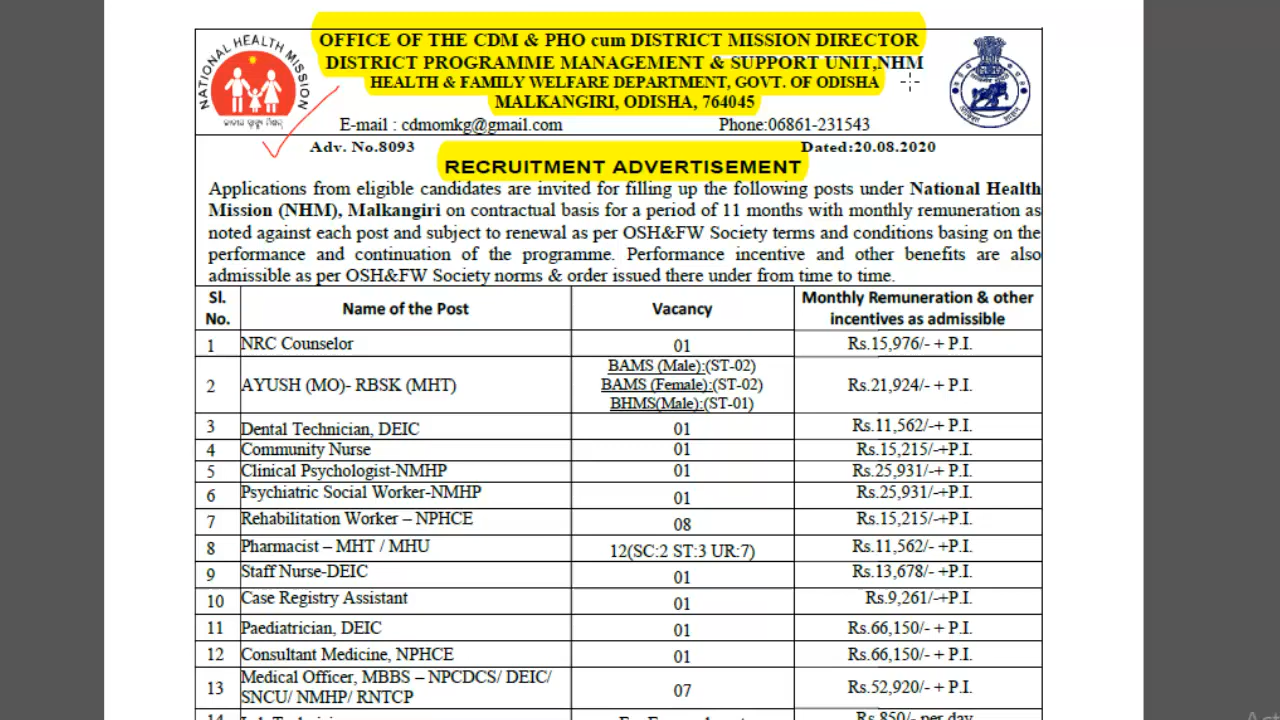 NATIONAL HEALTH MISSION
OFFICE OF THE CDM & PHO cum DISTRICT MISSION DIRECTOR
DISTRICT PROGRAMME MANAGEMENT & SUPPORT UNIT,NHM
HEALTH & FAMILY WELFARE DEPARTMENT, GOVT. OF ODISHA
MALKANGIRI, ODISHA, 764045
E-mail : cdmomkg@gmail.com Phone:06861-231543
Adv. No.8093 Dated:20.08.2020
RECRUITMENT ADVERTISEMENT
Applications from eligible candidates are invited for filling up the following posts under National Health
Mission (NHM), Malkangiri on contractual basis for a period of 11 months with monthly remuneration as
noted against each post and subject to renewal as per OSH&FW Society terms and conditions basing on the
performance and continuation of the programme. Performance incentive and other benefits are also
admissible as per OSH&FW Society norms & order issued there under from time to time.
Sl. No. Name of the Post Vacancy Monthly Remuneration & other incentives as admissible
1 NRC Counselor 01 Rs.15,976/- + P.I.
2 AYUSH (MO)- RBSK (MHT) BAMS (Male):(ST-02) Rs.21,924/- + P.I.
BAMS (Female):(ST-02)
BHMS(Male):(ST-01)
3 Dental Technician, DEIC 01 Rs.11,562/-+ P.I.
4 Community Nurse 01 Rs.15,215/-+P.I.
5 Clinical Psychologist-NMHP 01 Rs.25,931/-+ P.I.
6 Psychiatric Social Worker-NMHP 01 Rs.25,931/-+P.I.
7 Rehabilitation Worker – NPHCE 08 Rs.15,215/-+P.I.
8 Pharmacist – MHT / MHU 12(SC:2 ST:3 UR:7) Rs.11,562/- +P.I.
9 Staff Nurse-DEIC 01 Rs.13,678/- +P.I.
10 Case Registry Assistant 01 Rs.9,261/-+P.I.
11 Paediatrician, DEIC 01 Rs.66,150/- + P.I.
12 Consultant Medicine, NPHCE 01 Rs.66,150/- + P.I.
13 Medical Officer, MBBS – NPCDCS/ DEIC/ 07 Rs.52,920/- + P.I.
SNCU/ NMHP/ RNTCP
Rs.850/- per day